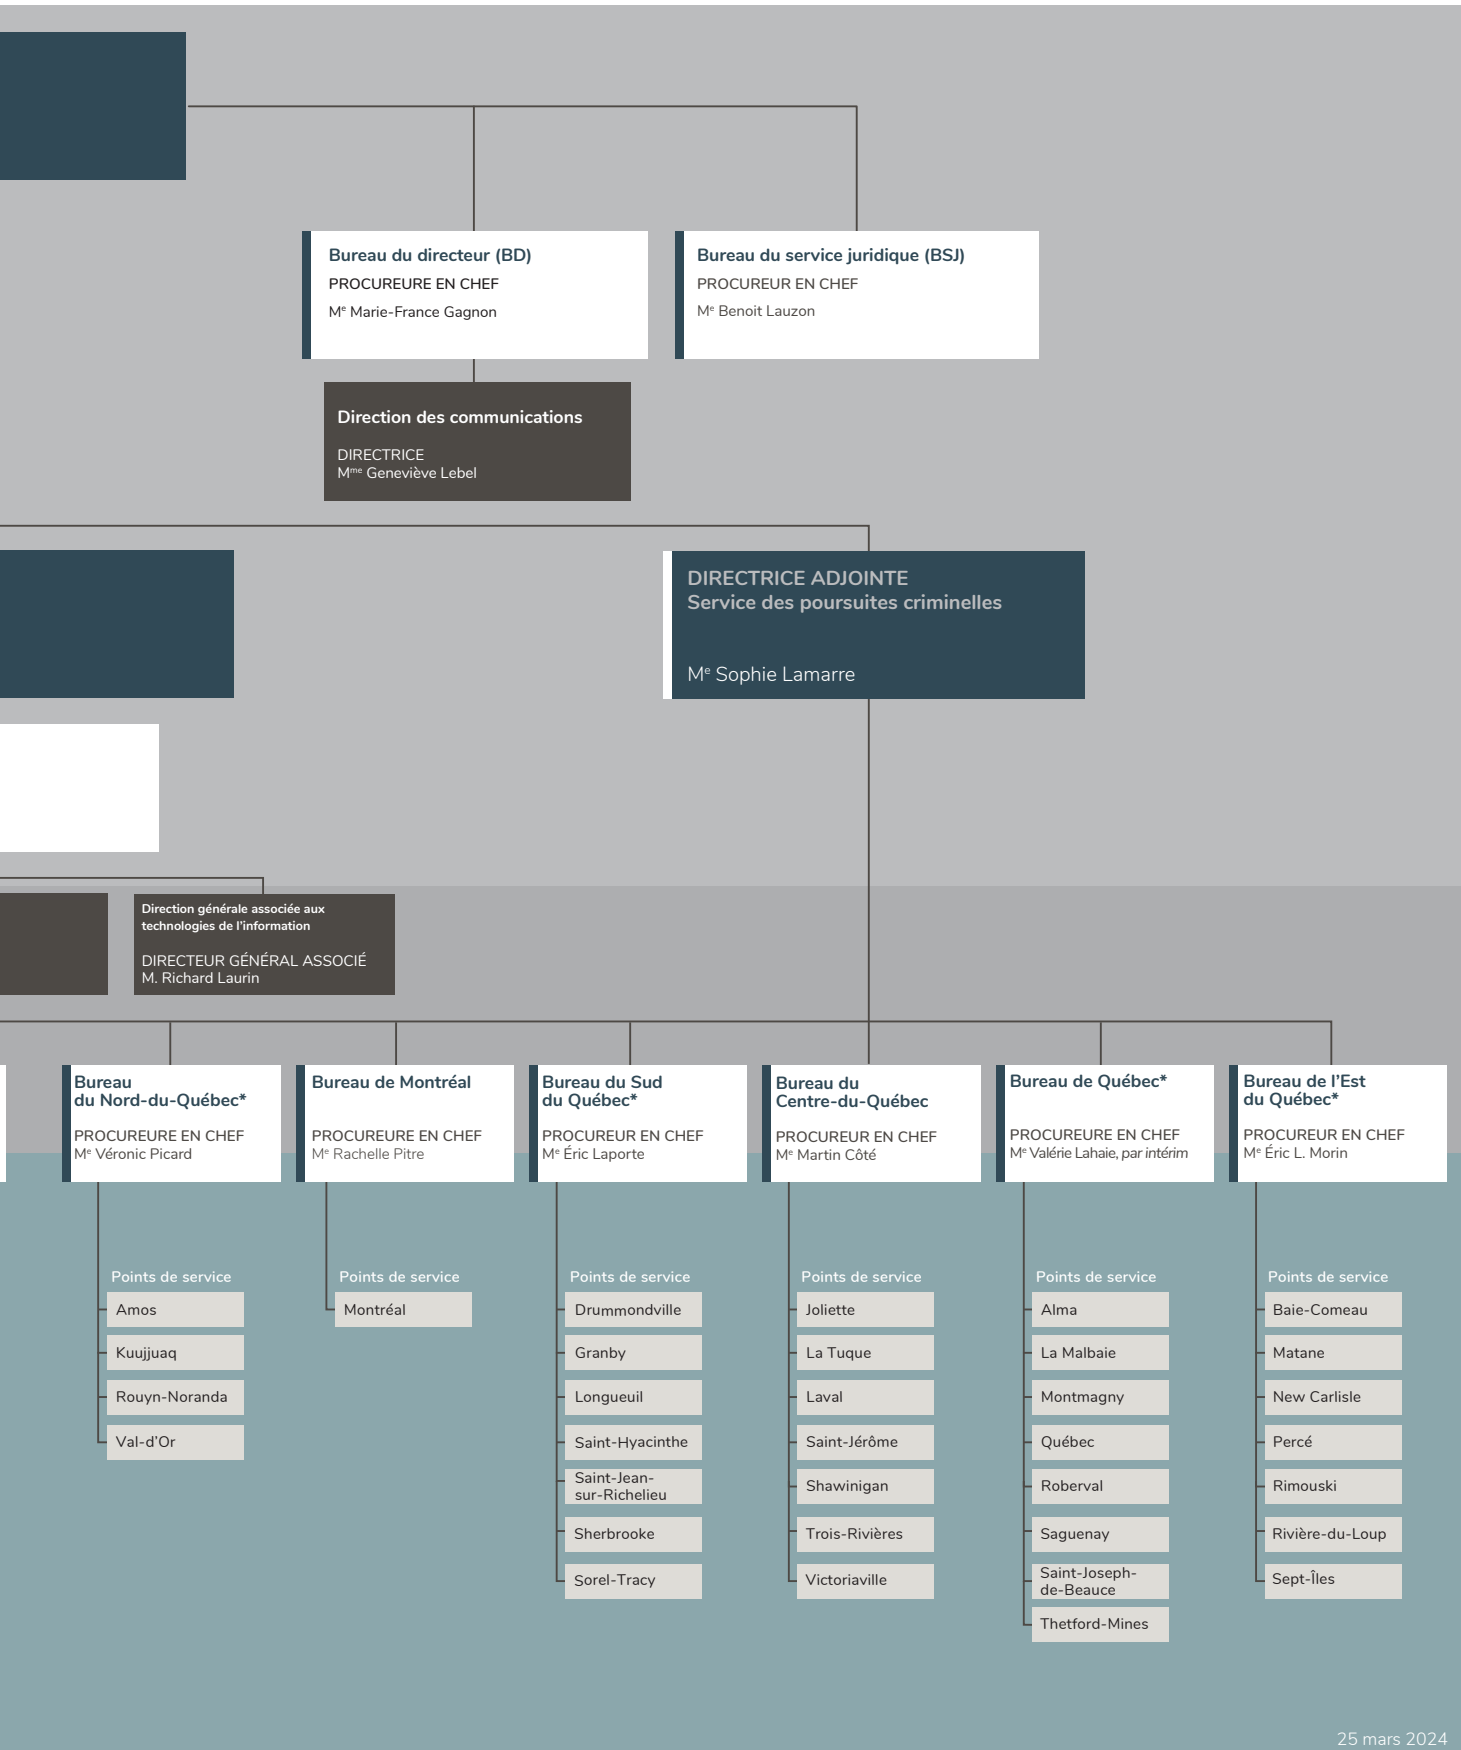 Bureau du directeur (BD)
PROCUREURE EN CHEF
Mᵉ Marie-France Gagnon
Bureau du service juridique (BSJ)
PROCUREUR EN CHEF
Mᵉ Benoit Lauzon
Direction des communications
DIRECTRICE
Mᵐᵉ Geneviève Lebel
DIRECTRICE ADJOINTE
Service des poursuites criminelles
Mᵉ Sophie Lamarre
Direction générale associée aux
technologies de l'information
DIRECTEUR GÉNÉRAL ASSOCIÉ
M. Richard Laurin
Bureau
du Nord-du-Québec*
PROCUREURE EN CHEF
Mᵉ Véronic Picard
Points de service
Amos
Kuujjuaq
Rouyn-Noranda
Val-d'Or
Bureau de Montréal
PROCUREURE EN CHEF
Mᵉ Rachelle Pitre
Points de service
Montréal
Bureau du Sud
du Québec*
PROCUREUR EN CHEF
Mᵉ Éric Laporte
Points de service
Drummondville
Granby
Longueuil
Saint-Hyacinthe
Saint-Jean-
sur-Richelieu
Sherbrooke
Sorel-Tracy
Bureau du
Centre-du-Québec
PROCUREUR EN CHEF
Mᵉ Martin Côté
Points de service
Joliette
La Tuque
Laval
Saint-Jérôme
Shawinigan
Trois-Rivières
Victoriaville
Bureau de Québec*
PROCUREURE EN CHEF
Mᵉ Valérie Lahaie, par intérim
Points de service
Alma
La Malbaie
Montmagny
Québec
Roberval
Saguenay
Saint-Joseph-
de-Beauce
Thetford-Mines
Bureau de l'Est
du Québec*
PROCUREUR EN CHEF
Mᵉ Éric L. Morin
Points de service
Baie-Comeau
Matane
New Carlisle
Percé
Rimouski
Rivière-du-Loup
Sept-Îles
25 mars 2024